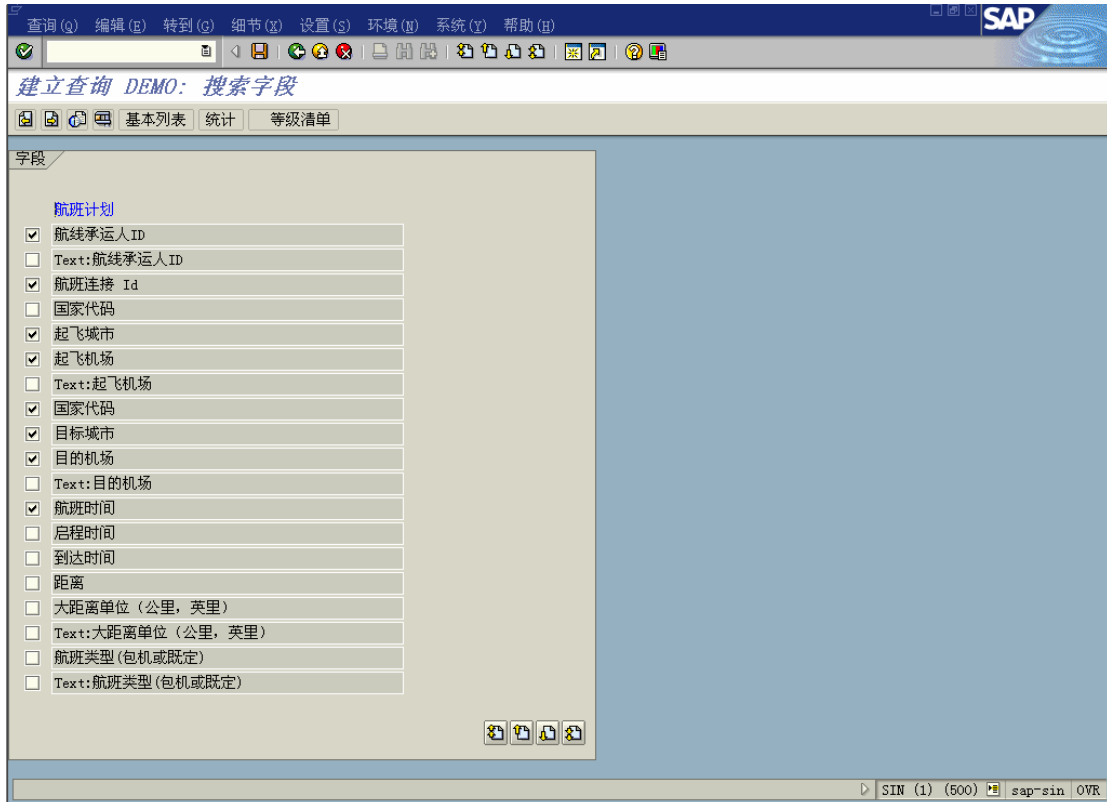 查询(Q) 编辑(E) 转到(G) 细节(X) 设置(S) 环境(N) 系统(Y) 帮助(H)
SAP
建立查询 DEMO: 搜索字段
基本列表 统计 等级清单
字段
航班计划
航线承运人ID
Text:航线承运人ID
航班连接 Id
国家代码
起飞城市
起飞机场
Text:起飞机场
国家代码
目标城市
目的机场
Text:目的机场
航班时间
启程时间
到达时间
距离
大距离单位 (公里, 英里)
Text:大距离单位 (公里, 英里)
航班类型(包机或既定)
Text:航班类型(包机或既定)
SIN (1) (500) sap-sin OVR